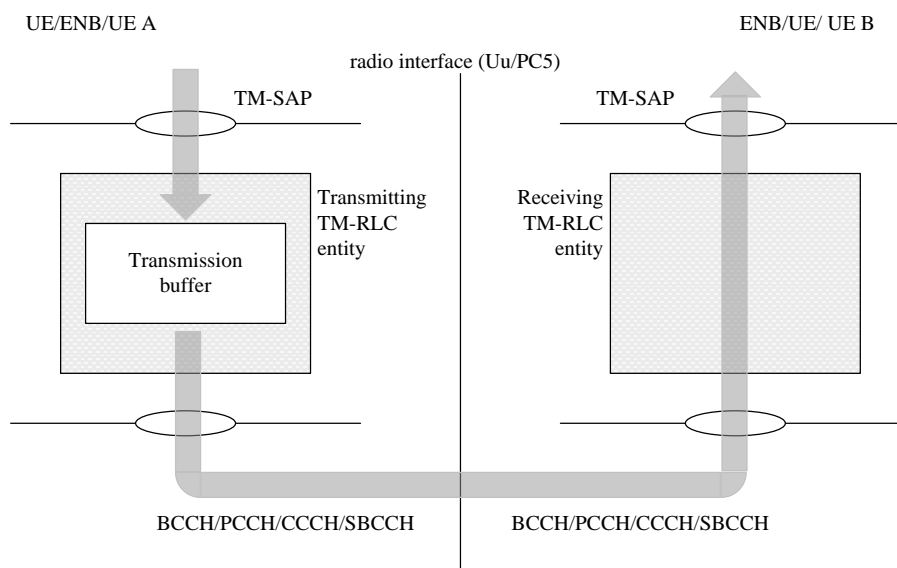 UE/ENB/UE A
ENB/UE/ UE B
radio interface (Uu/PC5)
TM-SAP
TM-SAP
Transmitting
TM-RLC
entity
Receiving
TM-RLC
entity
Transmission
buffer
BCCH/PCCH/CCCH/SBCCH
BCCH/PCCH/CCCH/SBCCH